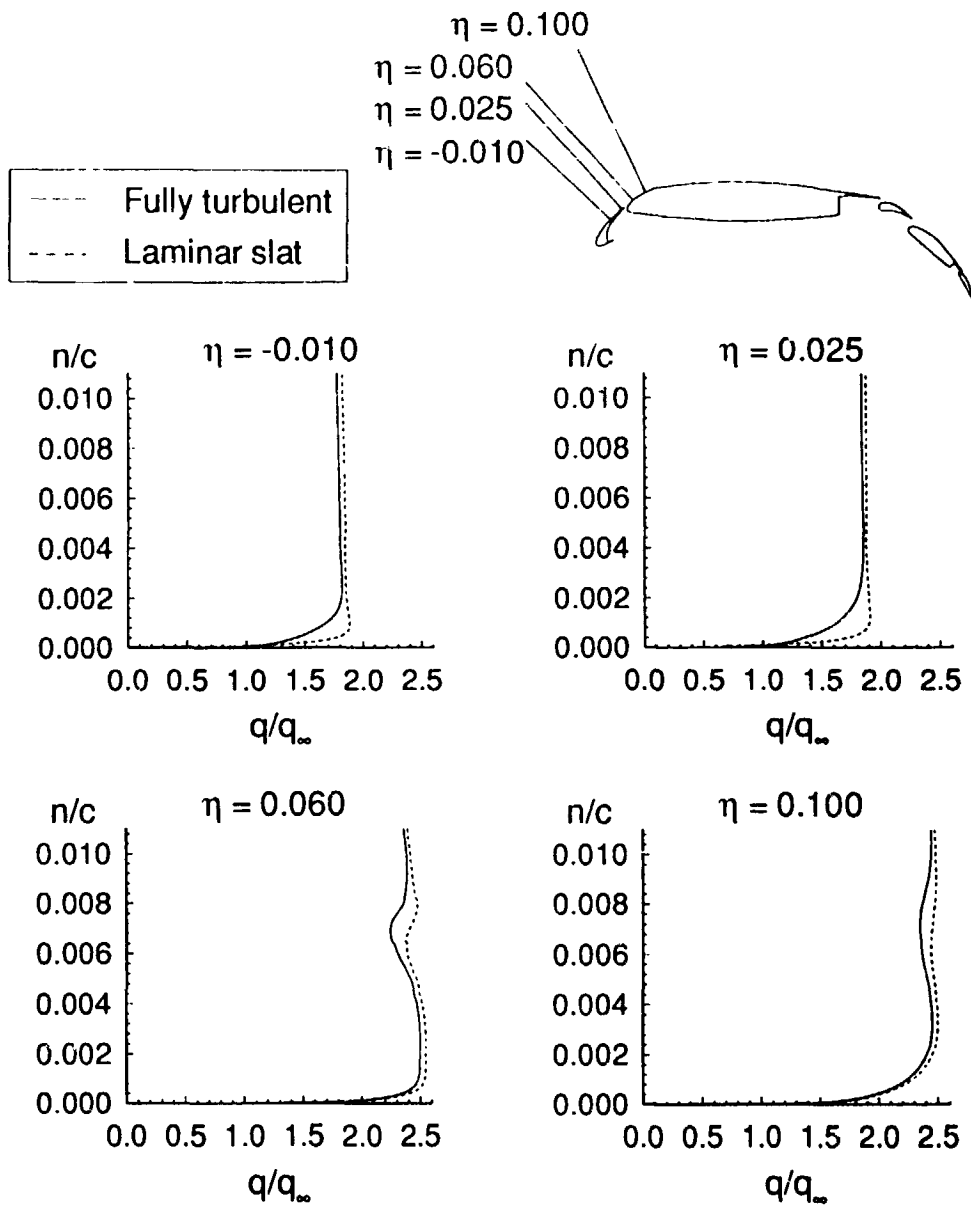 η = 0.100
η = 0.060
η = 0.025
η = -0.010
Fully turbulent
Laminar slat
n/c
η = -0.010
0.010
0.008
0.006
0.004
0.002
0.000
0.0 0.5 1.0 1.5 2.0 2.5
q/q∞
n/c
η = 0.025
0.010
0.008
0.006
0.004
0.002
0.000
0.0 0.5 1.0 1.5 2.0 2.5
q/q∞
n/c
η = 0.060
0.010
0.008
0.006
0.004
0.002
0.000
0.0 0.5 1.0 1.5 2.0 2.5
q/q∞
n/c
η = 0.100
0.010
0.008
0.006
0.004
0.002
0.000
0.0 0.5 1.0 1.5 2.0 2.5
q/q∞